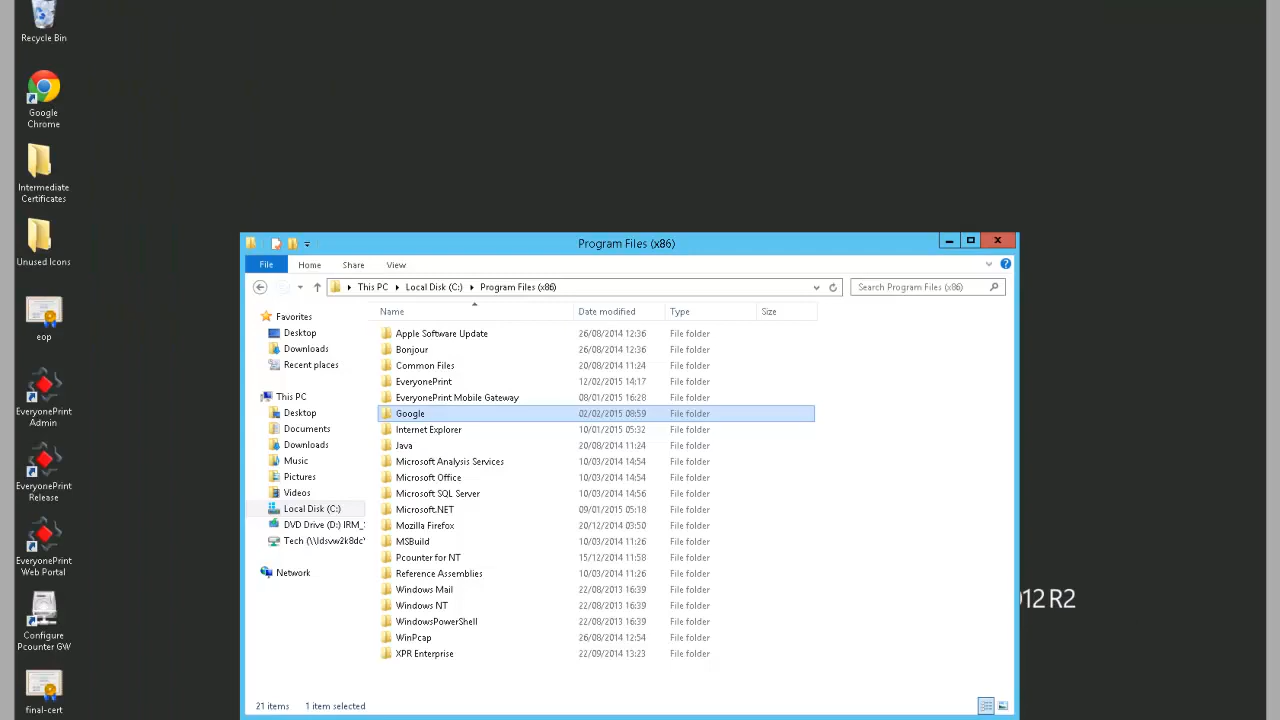 Recycle Bin
Google
Chrome
Intermediate
Certificates
Unused Icons
eop
EveryonePrint
Admin
EveryonePrint
Release
EveryonePrint
Web Portal
Configure
Pcounter GW
final-cert
Program Files (x86)
File Home Share View
This PC Local Disk (C:) Program Files (x86) Search Program Files (x86)
Favorites
Desktop
Downloads
Recent places
This PC
Desktop
Documents
Downloads
Music
Pictures
Videos
Local Disk (C:)
DVD Drive (D:) IRM_
Tech (\\ldsvw2k8dc
Network
Name Date modified Type Size
Apple Software Update 26/08/2014 12:36 File folder
Bonjour 26/08/2014 12:36 File folder
Common Files 20/08/2014 11:24 File folder
EveryonePrint 12/02/2015 14:17 File folder
EveryonePrint Mobile Gateway 08/01/2015 16:28 File folder
Google 02/02/2015 08:59 File folder
Internet Explorer 10/01/2015 05:32 File folder
Java 20/08/2014 11:24 File folder
Microsoft Analysis Services 10/03/2014 14:54 File folder
Microsoft Office 10/03/2014 14:54 File folder
Microsoft SQL Server 10/03/2014 14:56 File folder
Microsoft.NET 09/01/2015 05:18 File folder
Mozilla Firefox 20/12/2014 03:50 File folder
MSBuild 10/03/2014 11:26 File folder
Pcounter for NT 15/12/2014 11:58 File folder
Reference Assemblies 10/03/2014 11:26 File folder
Windows Mail 22/08/2013 16:39 File folder
Windows NT 22/08/2013 16:39 File folder
WindowsPowerShell 22/08/2013 16:39 File folder
WinPcap 26/08/2014 12:54 File folder
XPR Enterprise 22/09/2014 13:23 File folder
21 items 1 item selected
012 R2